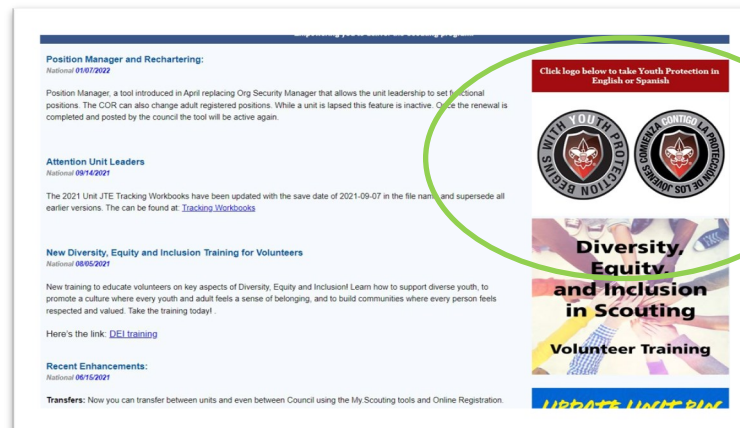 Position Manager and Rechartering:
National 01/07/2022
Position Manager, a tool introduced in April replacing Org Security Manager that allows the unit leadership to set functional
positions. The COR can also change adult registered positions. While a unit is lapsed this feature is inactive. Once the renewal is
completed and posted by the council the tool will be active again.
Attention Unit Leaders
National 09/14/2021
The 2021 Unit JTE Tracking Workbooks have been updated with the save date of 2021-09-07 in the file name and supersede all
earlier versions. The can be found at: Tracking Workbooks
New Diversity, Equity and Inclusion Training for Volunteers
National 08/05/2021
New training to educate volunteers on key aspects of Diversity, Equity and Inclusion! Learn how to support diverse youth, to
promote a culture where every youth and adult feels a sense of belonging, and to build communities where every person feels
respected and valued. Take the training today! .
Here's the link: DEI training
Recent Enhancements:
National 06/15/2021
Transfers: Now you can transfer between units and even between Council using the My.Scouting tools and Online Registration.
Click logo below to take Youth Protection in
English or Spanish
YOUTH PROTECTION BEGINS WITH
CONTIGO LA PROTECCIÓN DE LOS JÓVENES COMIENZA
Diversity,
Equity,
and Inclusion
in Scouting
Volunteer Training
UPDATE UNIT PIN